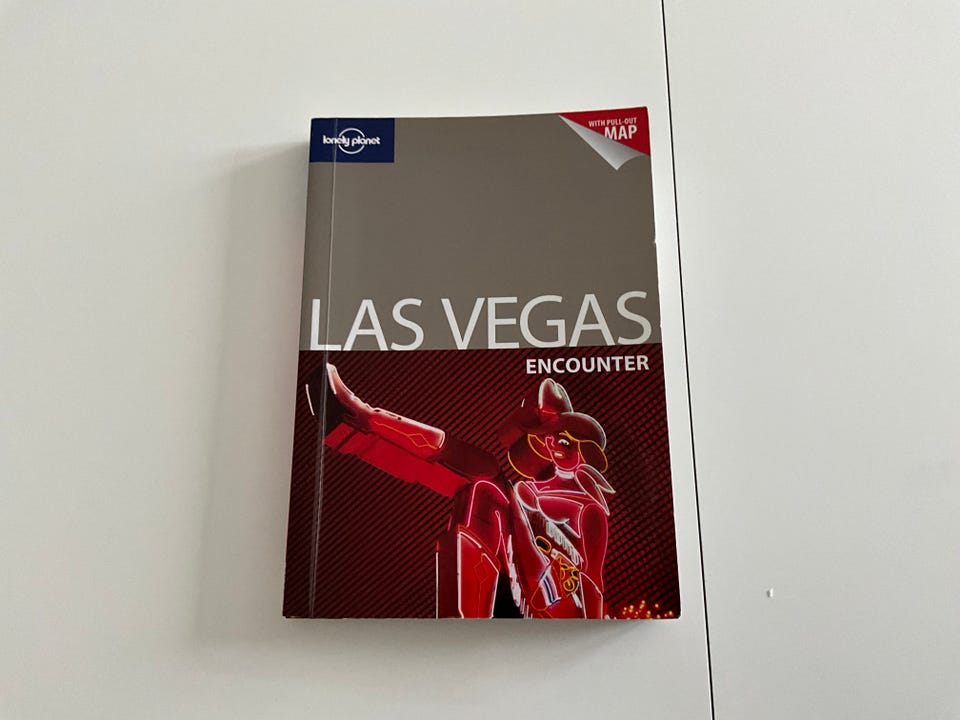 lonely planet
WITH PULL-OUT
MAP
LAS VEGAS
ENCOUNTER